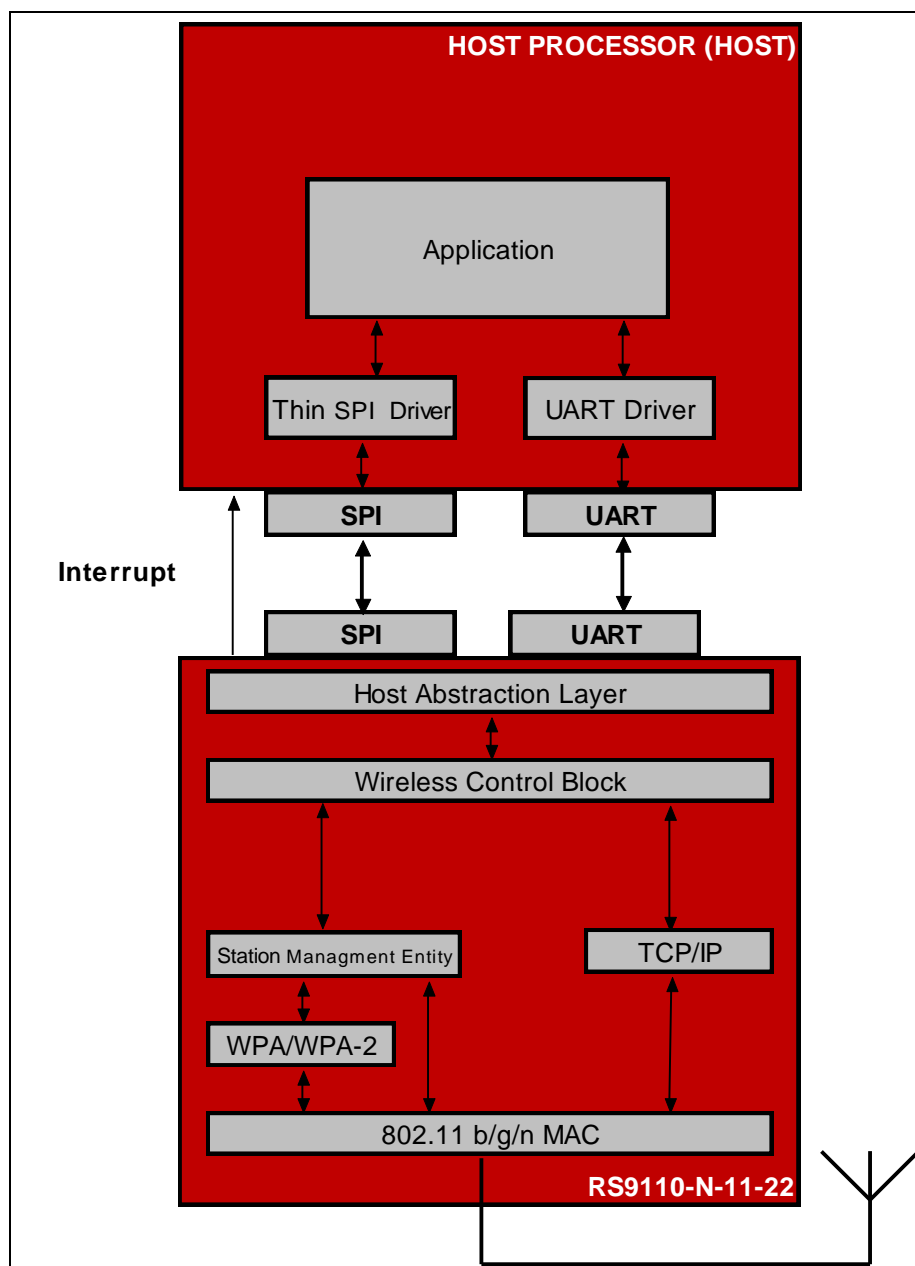 HOST PROCESSOR (HOST)
Application
Thin SPI Driver
UART Driver
SPI
UART
Interrupt
SPI
UART
Host Abstraction Layer
Wireless Control Block
Station Managment Entity
TCP/IP
WPA/WPA-2
802.11 b/g/n MAC
RS9110-N-11-22